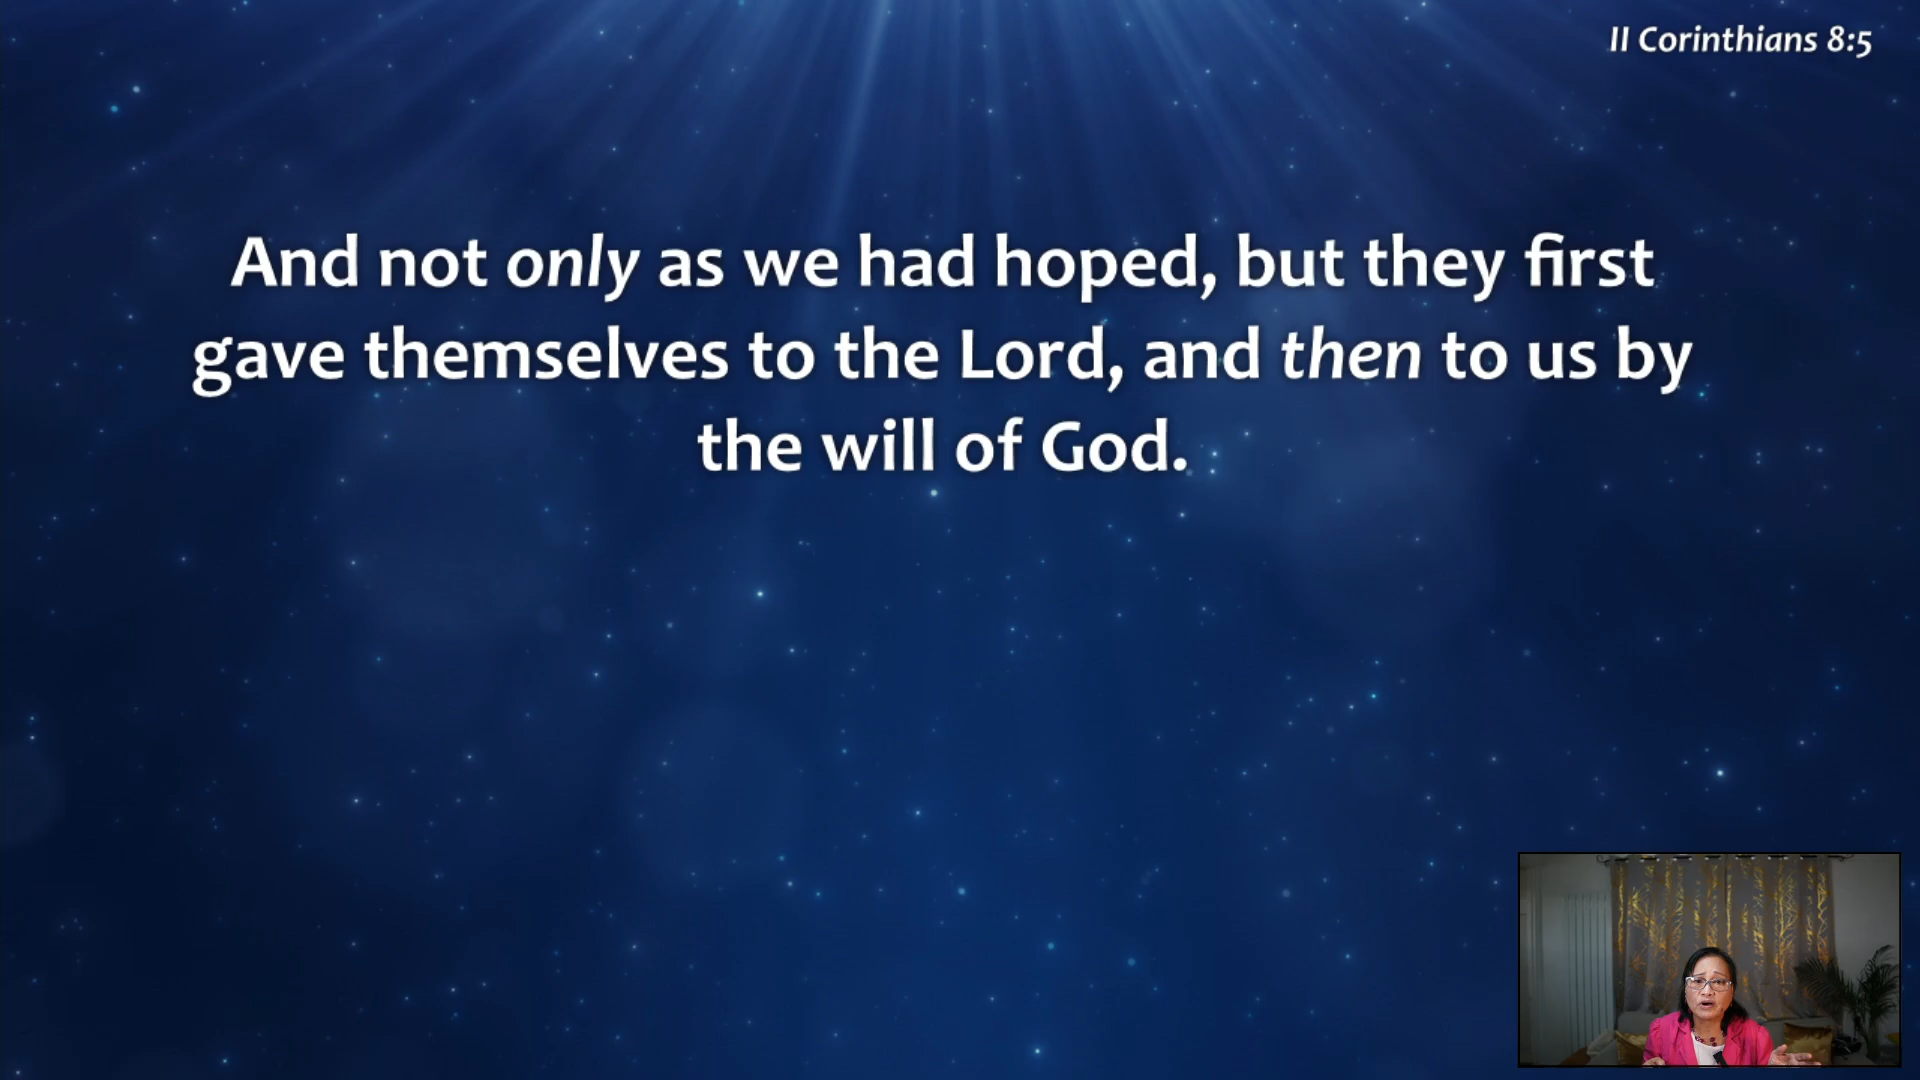 II Corinthians 8:5
And not only as we had hoped, but they first
gave themselves to the Lord, and then to us by
the will of God.